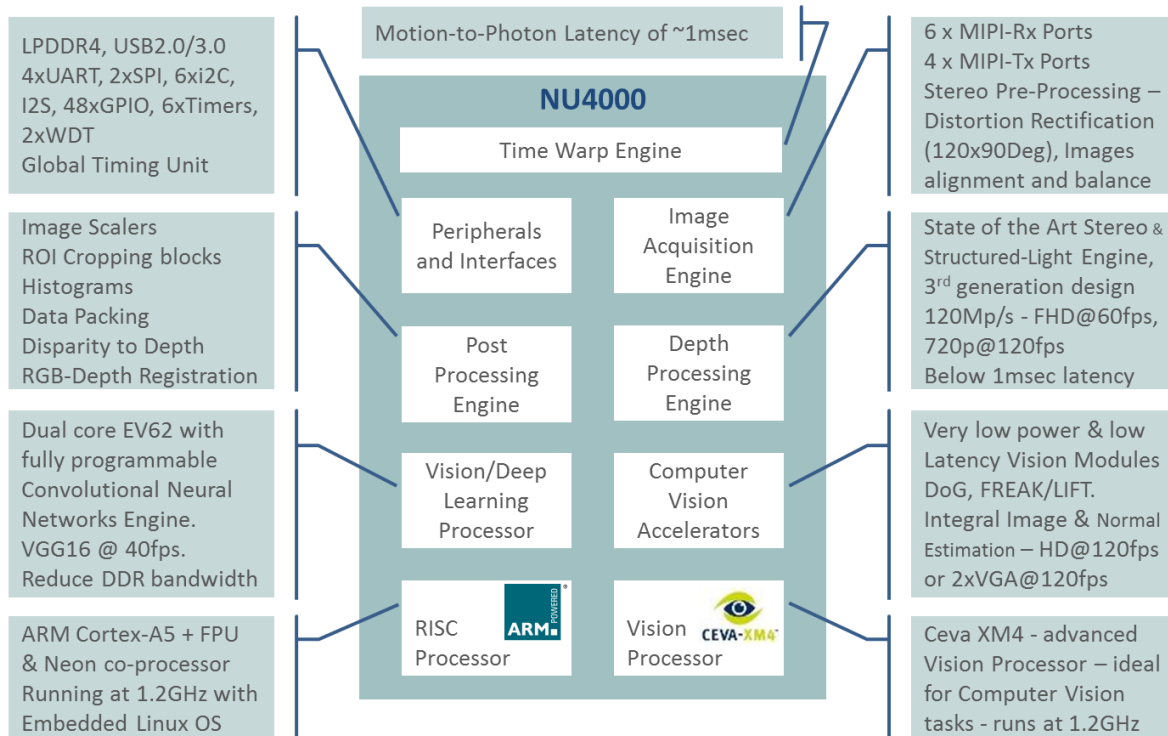 Motion-to-Photon Latency of ~1msec
NU4000
Time Warp Engine
LPDDR4, USB2.0/3.0
4xUART, 2xSPI, 6xi2C,
I2S, 48xGPIO, 6xTimers,
2xWDT
Global Timing Unit
Peripherals
and Interfaces
Image
Acquisition
Engine
6 x MIPI-Rx Ports
4 x MIPI-Tx Ports
Stereo Pre-Processing –
Distortion Rectification
(120x90Deg), Images
alignment and balance
Image Scalers
ROI Cropping blocks
Histograms
Data Packing
Disparity to Depth
RGB-Depth Registration
Post
Processing
Engine
Depth
Processing
Engine
State of the Art Stereo &
Structured-Light Engine,
3rd generation design
120Mp/s - FHD@60fps,
720p@120fps
Below 1msec latency
Dual core EV62 with
fully programmable
Convolutional Neural
Networks Engine.
VGG16 @ 40fps.
Reduce DDR bandwidth
Vision/Deep
Learning
Processor
Computer
Vision
Accelerators
Very low power & low
Latency Vision Modules
DoG, FREAK/LIFT.
Integral Image & Normal
Estimation – HD@120fps
or 2xVGA@120fps
ARM Cortex-A5 + FPU
& Neon co-processor
Running at 1.2GHz with
Embedded Linux OS
RISC
Processor
ARM POWERED ®
Vision
Processor
CEVA-XM4™
Ceva XM4 - advanced
Vision Processor – ideal
for Computer Vision
tasks - runs at 1.2GHz